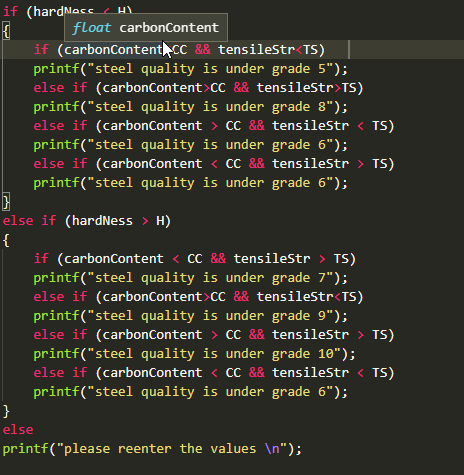 if (hardNess < H)
float carbonContent
{
if (carbonContent CC && tensileStr<TS)
printf("steel quality is under grade 5");
else if (carbonContent>CC && tensileStr>TS)
printf("steel quality is under grade 8");
else if (carbonContent > CC && tensileStr < TS)
printf("steel quality is under grade 6");
else if (carbonContent < CC && tensileStr > TS)
printf("steel quality is under grade 6");
}
else if (hardNess > H)
{
if (carbonContent < CC && tensileStr > TS)
printf("steel quality is under grade 7");
else if (carbonContent>CC && tensileStr<TS)
printf("steel quality is under grade 9");
else if (carbonContent > CC && tensileStr > TS)
printf("steel quality is under grade 10");
else if (carbonContent < CC && tensileStr < TS)
printf("steel quality is under grade 6");
}
else
printf("please reenter the values \n");